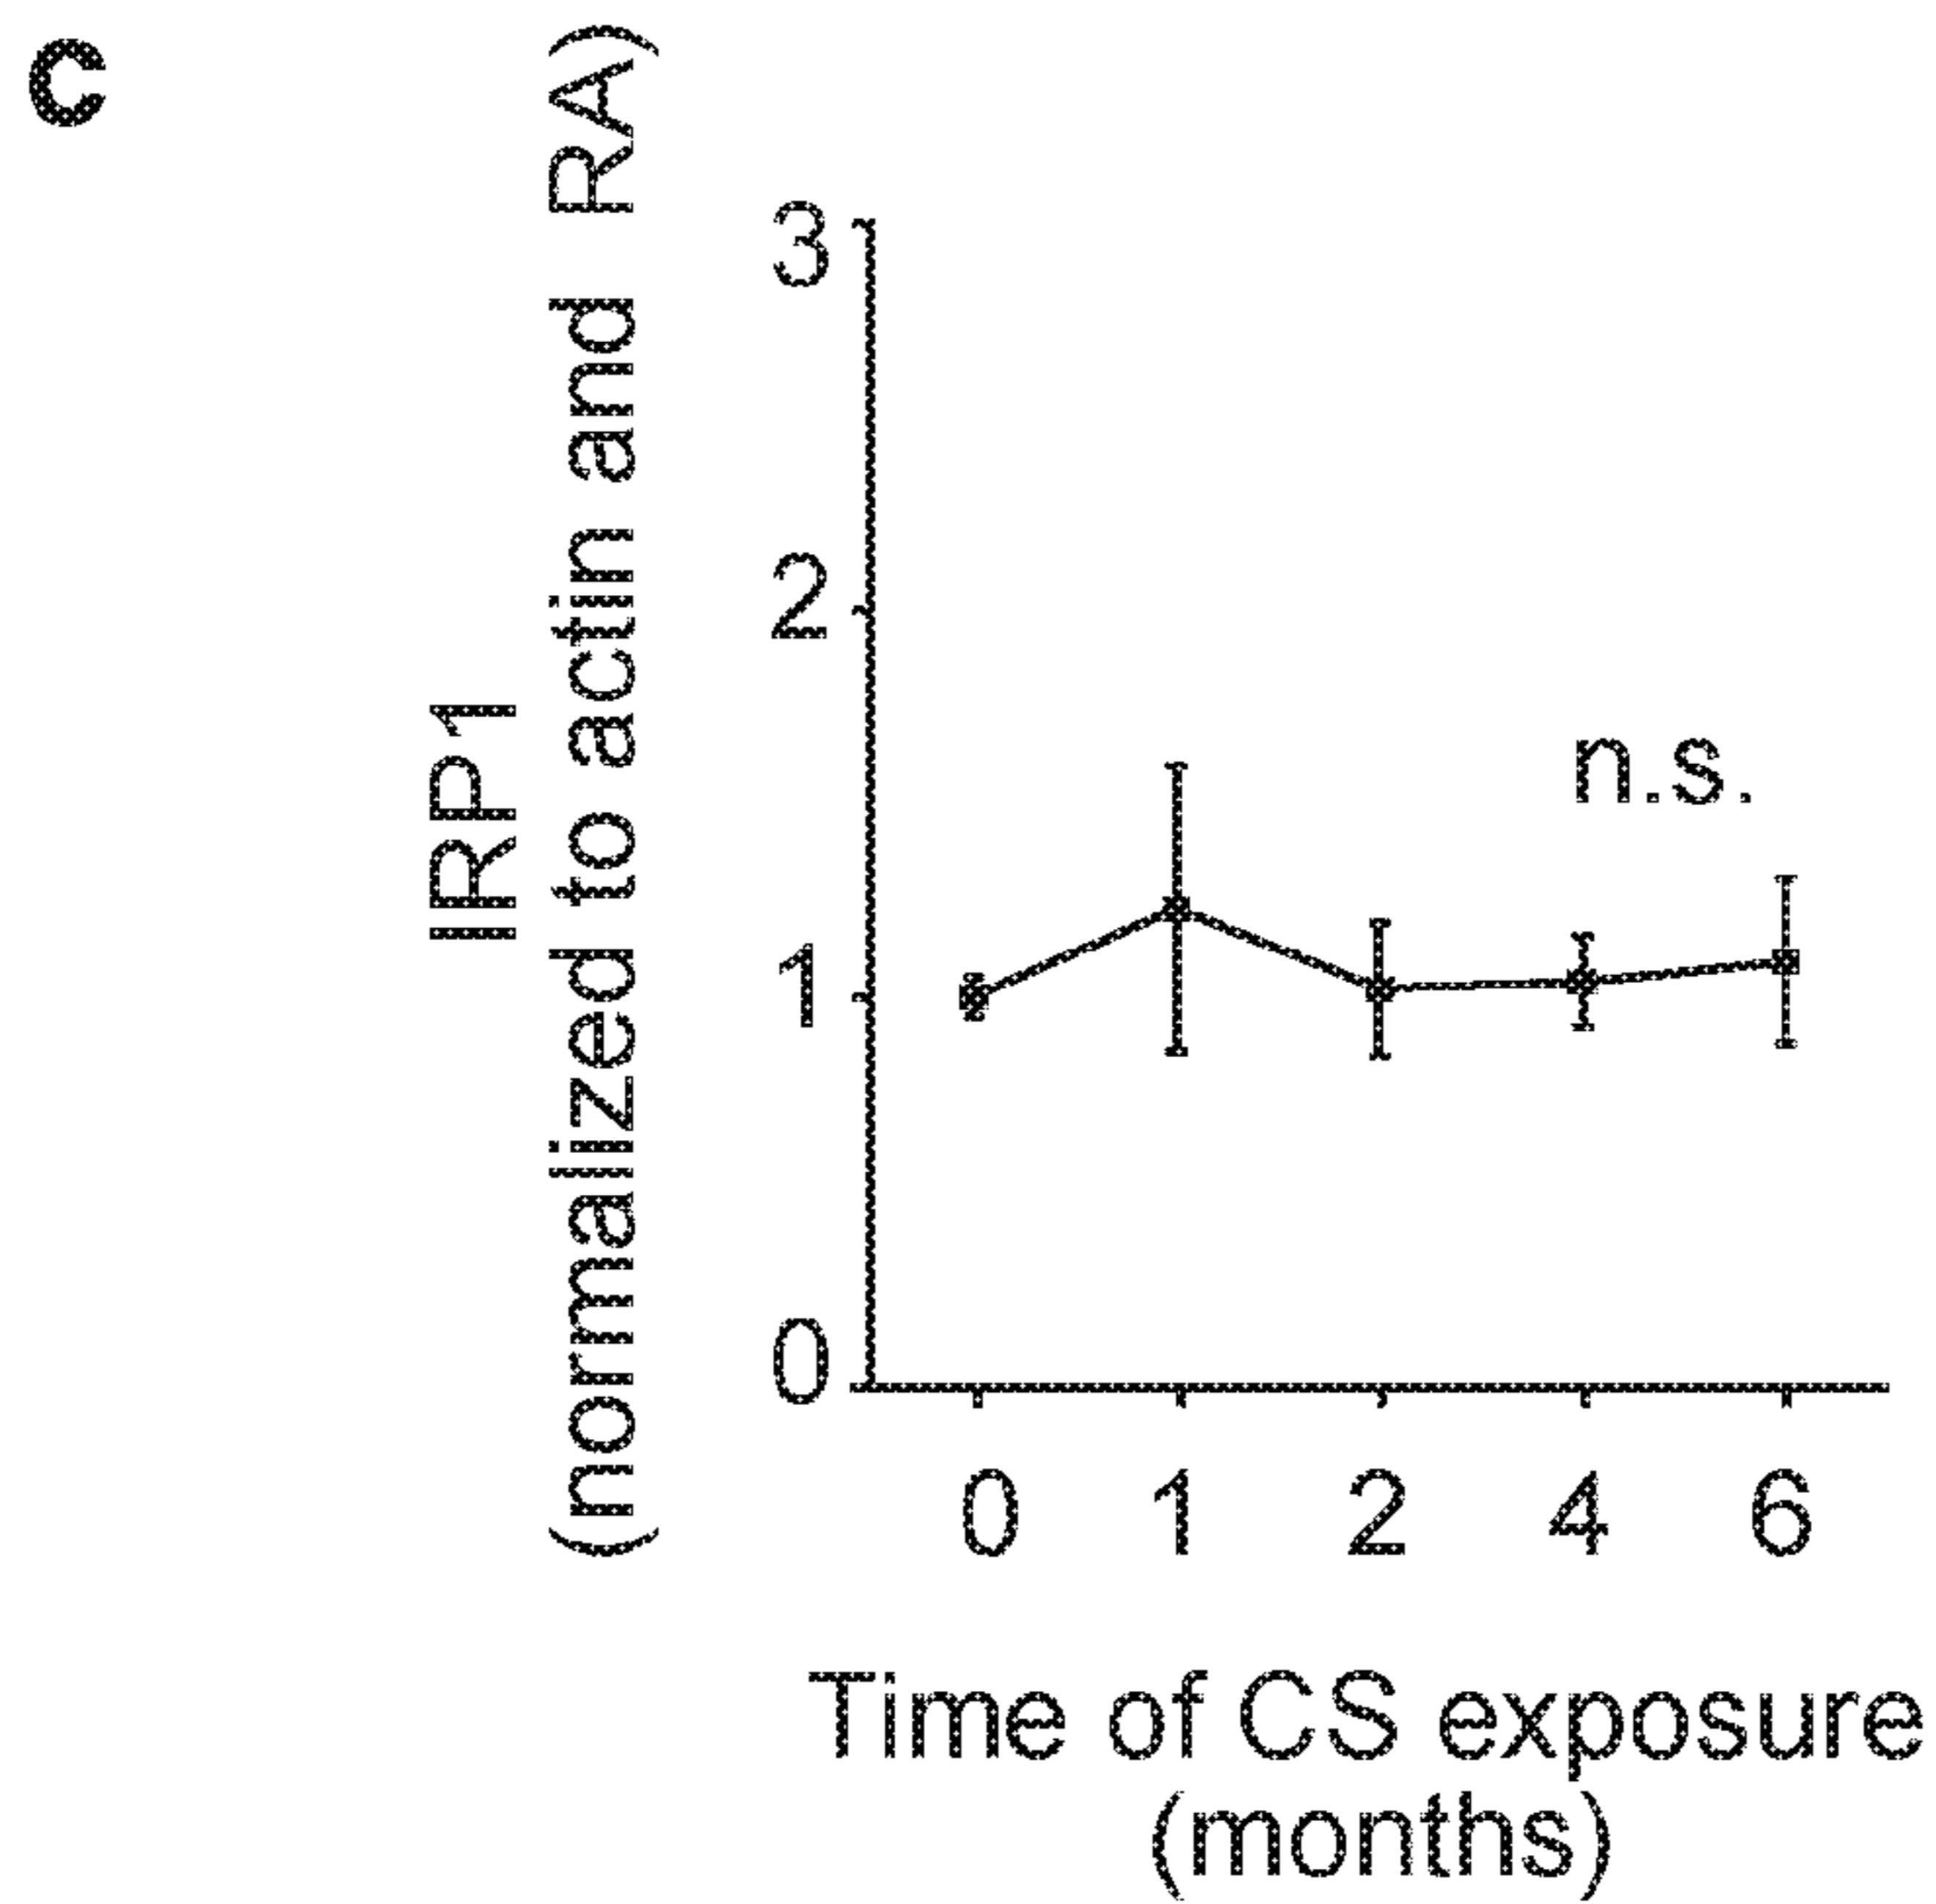 c
IRP1
(normalized to actin and RA)
3
2
1
0
n.s.
0 1 2 4 6
Time of CS exposure
(months)